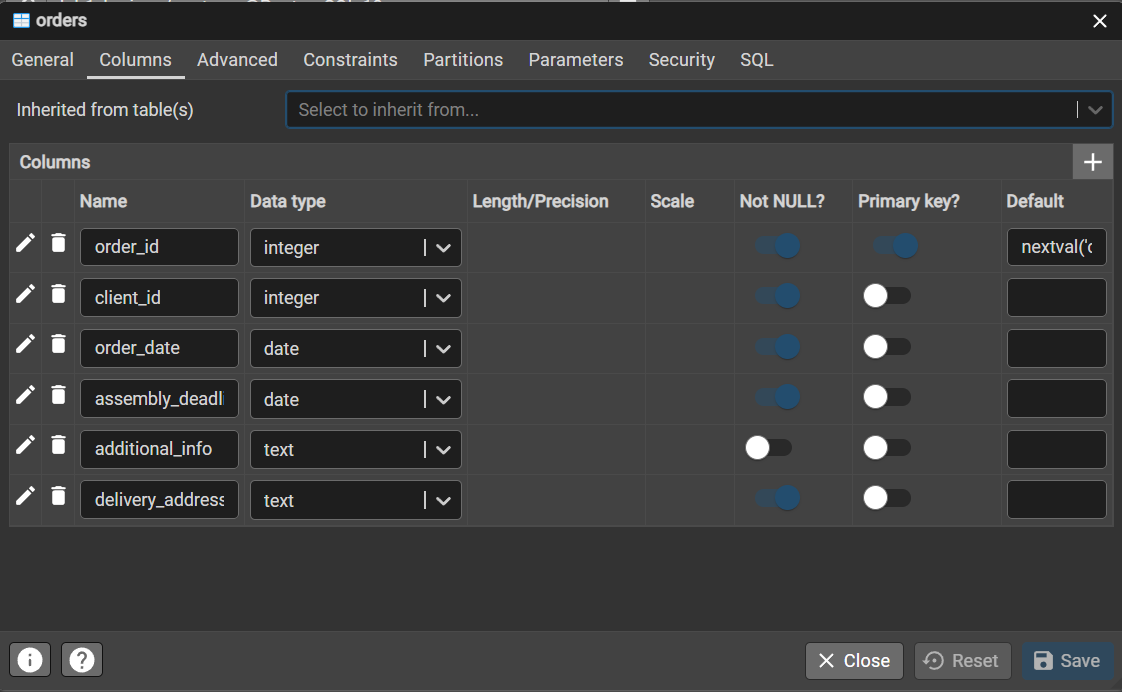 orders
General Columns Advanced Constraints Partitions Parameters Security SQL
Inherited from table(s) Select to inherit from...
Columns
Name Data type Length/Precision Scale Not NULL? Primary key? Default
order_id integer nextval('c
client_id integer
order_date date
assembly_deadl date
additional_info text
delivery_address text
Close Reset Save